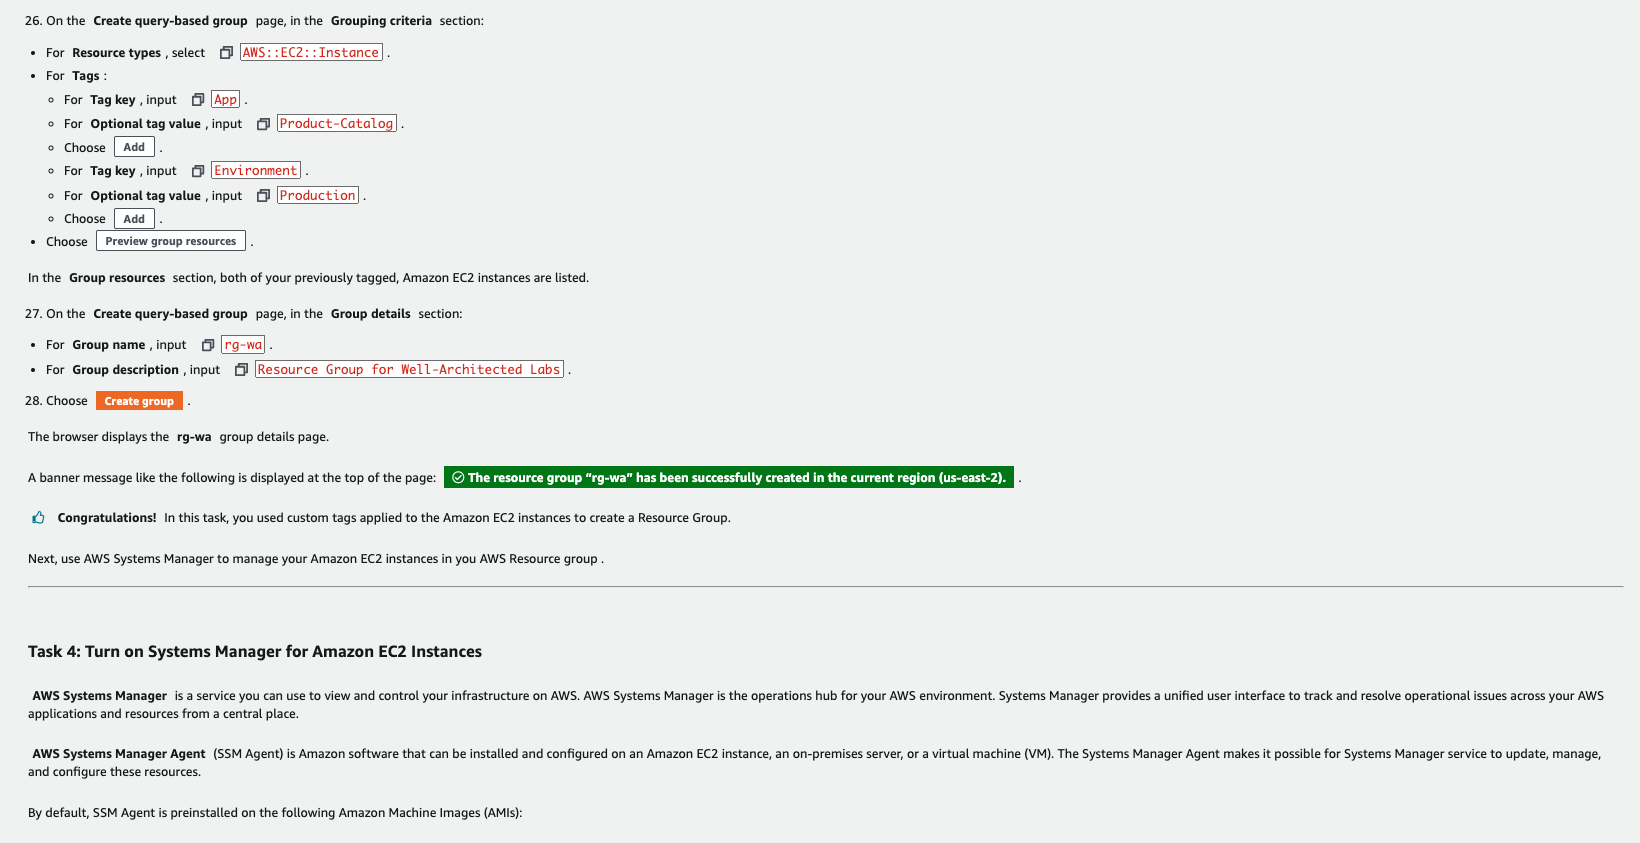 26. On the Create query-based group page, in the Grouping criteria section:
• For Resource types , select AWS::EC2::Instance .
• For Tags :
◦ For Tag key , input App .
◦ For Optional tag value , input Product-Catalog .
◦ Choose Add .
◦ For Tag key , input Environment .
◦ For Optional tag value , input Production .
◦ Choose Add .
• Choose Preview group resources .
In the Group resources section, both of your previously tagged, Amazon EC2 instances are listed.
27. On the Create query-based group page, in the Group details section:
• For Group name , input rg-wa .
• For Group description , input Resource Group for Well-Architected Labs .
28. Choose Create group .
The browser displays the rg-wa group details page.
A banner message like the following is displayed at the top of the page: The resource group “rg-wa” has been successfully created in the current region (us-east-2). .
Congratulations! In this task, you used custom tags applied to the Amazon EC2 instances to create a Resource Group.
Next, use AWS Systems Manager to manage your Amazon EC2 instances in you AWS Resource group .
Task 4: Turn on Systems Manager for Amazon EC2 Instances
AWS Systems Manager is a service you can use to view and control your infrastructure on AWS. AWS Systems Manager is the operations hub for your AWS environment. Systems Manager provides a unified user interface to track and resolve operational issues across your AWS
applications and resources from a central place.
AWS Systems Manager Agent (SSM Agent) is Amazon software that can be installed and configured on an Amazon EC2 instance, an on-premises server, or a virtual machine (VM). The Systems Manager Agent makes it possible for Systems Manager service to update, manage,
and configure these resources.
By default, SSM Agent is preinstalled on the following Amazon Machine Images (AMIs):